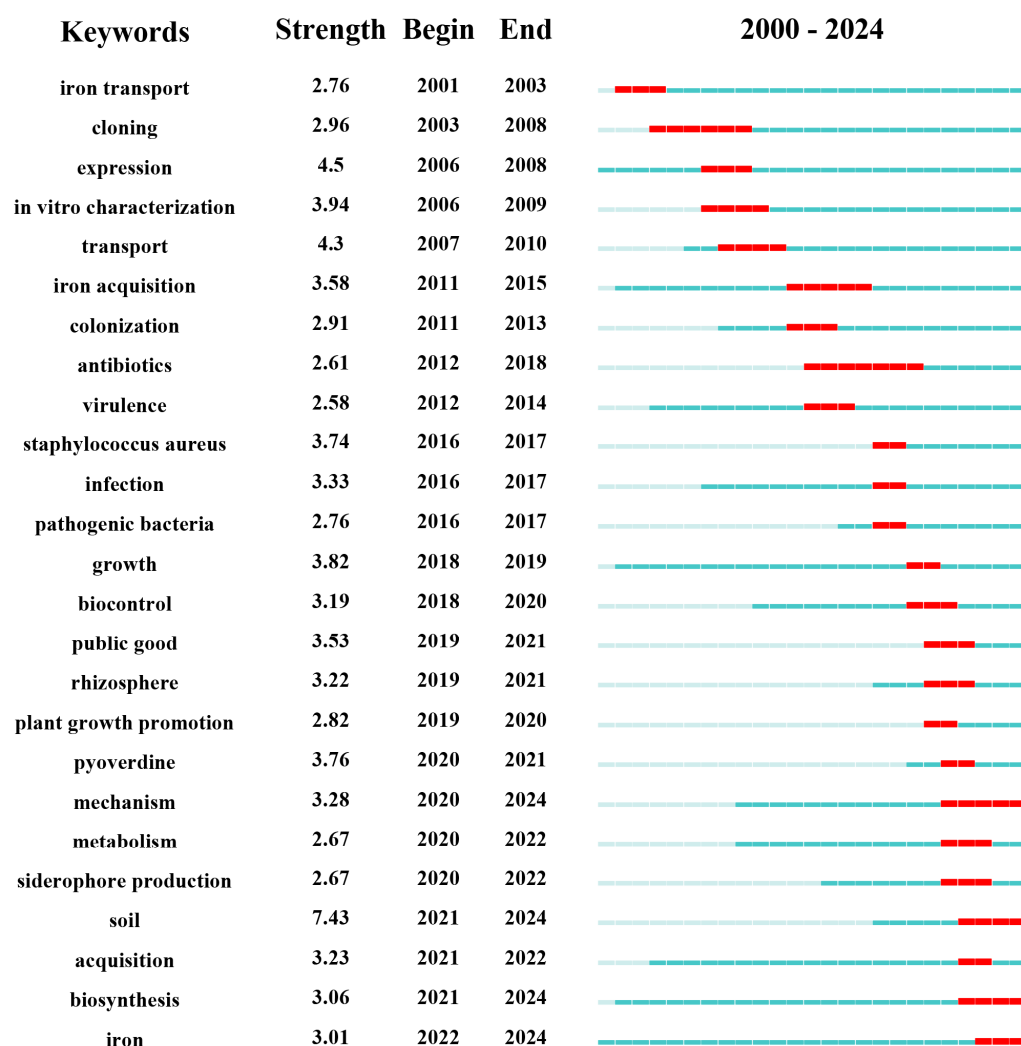 Keywords Strength Begin End 2000 - 2024
iron transport 2.76 2001 2003
cloning 2.96 2003 2008
expression 4.5 2006 2008
in vitro characterization 3.94 2006 2009
transport 4.3 2007 2010
iron acquisition 3.58 2011 2015
colonization 2.91 2011 2013
antibiotics 2.61 2012 2018
virulence 2.58 2012 2014
staphylococcus aureus 3.74 2016 2017
infection 3.33 2016 2017
pathogenic bacteria 2.76 2016 2017
growth 3.82 2018 2019
biocontrol 3.19 2018 2020
public good 3.53 2019 2021
rhizosphere 3.22 2019 2021
plant growth promotion 2.82 2019 2020
pyoverdine 3.76 2020 2021
mechanism 3.28 2020 2024
metabolism 2.67 2020 2022
siderophore production 2.67 2020 2022
soil 7.43 2021 2024
acquisition 3.23 2021 2022
biosynthesis 3.06 2021 2024
iron 3.01 2022 2024